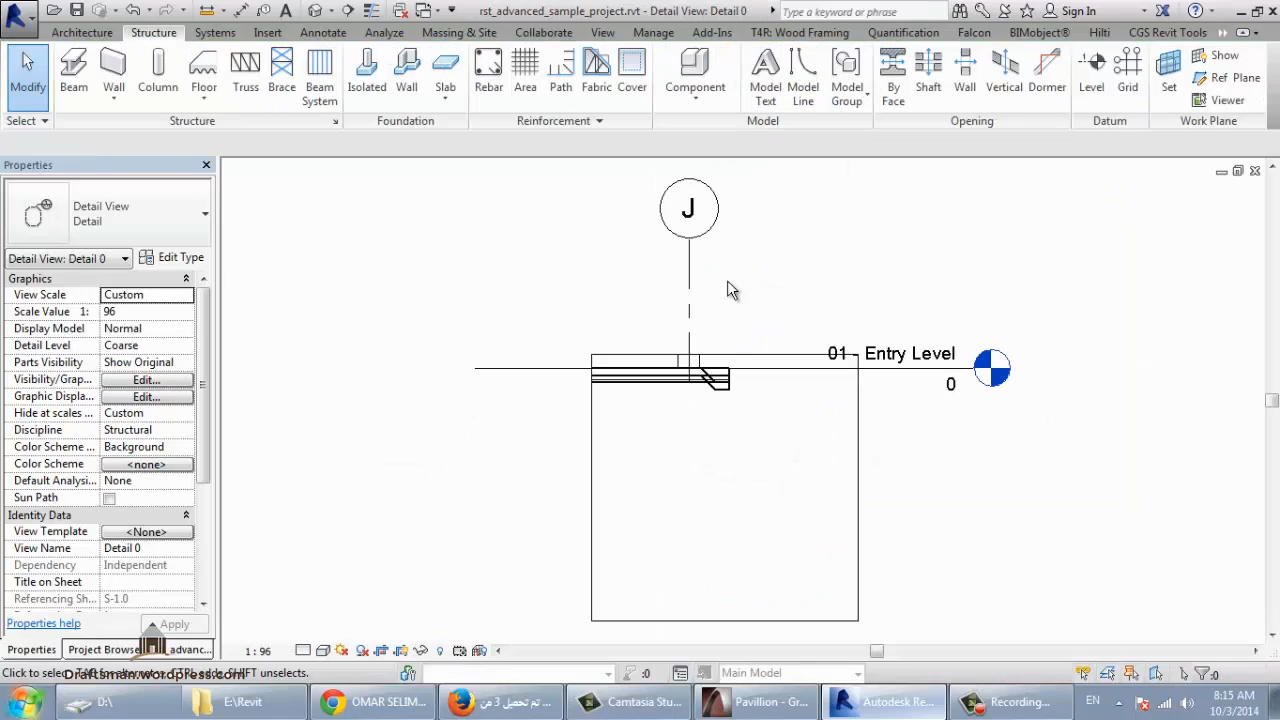 rst_advanced_sample_project.rvt - Detail View: Detail 0
Type a keyword or phrase
Sign In
Architecture Structure Systems Insert Annotate Analyze Massing & Site Collaborate View Manage Add-Ins T4R: Wood Framing Quantification Falcon BIMobject® Hilti CGS Revit Tools
Modify Beam Wall Column Floor Truss Brace Beam System Isolated Wall Slab Rebar Area Path Fabric Cover Component Model Text Model Line Model Group By Face Shaft Wall Vertical Dormer Level Grid Set
Show
Ref Plane
Viewer
Select Structure Foundation Reinforcement Model Opening Datum Work Plane
Properties
Detail View
Detail
Detail View: Detail 0 Edit Type
Graphics
View Scale Custom
Scale Value 1: 96
Display Model Normal
Detail Level Coarse
Parts Visibility Show Original
Visibility/Grap... Edit...
Graphic Displa... Edit...
Hide at scales ... Custom
Discipline Structural
Color Scheme ... Background
Color Scheme <none>
Default Analysi... None
Sun Path
Identity Data
View Template <None>
View Name Detail 0
Dependency Independent
Title on Sheet
Referencing Sh... S-1.0
Properties help Apply
Properties Project Browse advanc...
J
01 - Entry Level
0
1 : 96
Draftsman.wordpress.com
:0 Main Model :0
D:\ E:\Revit OMAR SELIM... تم تحصيل 3 من ... Camtasia Stu... Pavillion - Gr... Autodesk Re... Recording...
EN
8:15 AM
10/3/2014